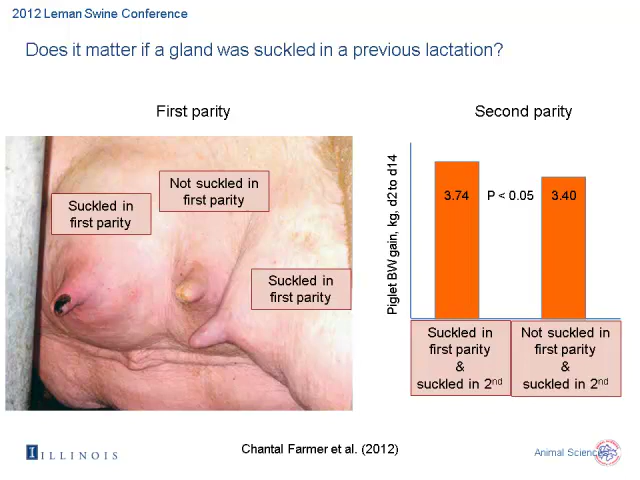 2012 Leman Swine Conference
Does it matter if a gland was suckled in a previous lactation?
First parity
Suckled in
first parity
Not suckled in
first parity
Suckled in
first parity
Second parity
Piglet BW gain, kg, d2 to d14
3.74
P < 0.05
3.40
Suckled in
first parity
&
suckled in 2nd
Not suckled in
first parity
&
suckled in 2nd
Chantal Farmer et al. (2012)
ILLINOIS
Animal Sciences